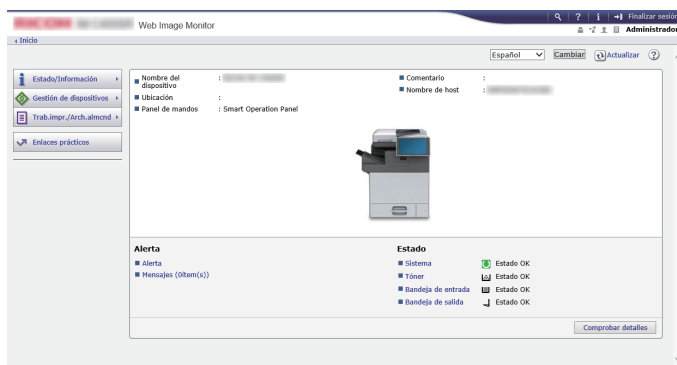 Web Image Monitor
? i Finalizar sesión
Administrador
Inicio
Español Cambiar Actualizar ?
Estado/Información
Gestión de dispositivos
Trab.impr./Arch.almcnd
Enlaces prácticos
Nombre del dispositivo :
Ubicación :
Panel de mandos : Smart Operation Panel
Comentario :
Nombre de host :
Alerta
Alerta
Mensajes (0ítem(s))
Estado
Sistema Estado OK
Tóner Estado OK
Bandeja de entrada Estado OK
Bandeja de salida Estado OK
Comprobar detalles